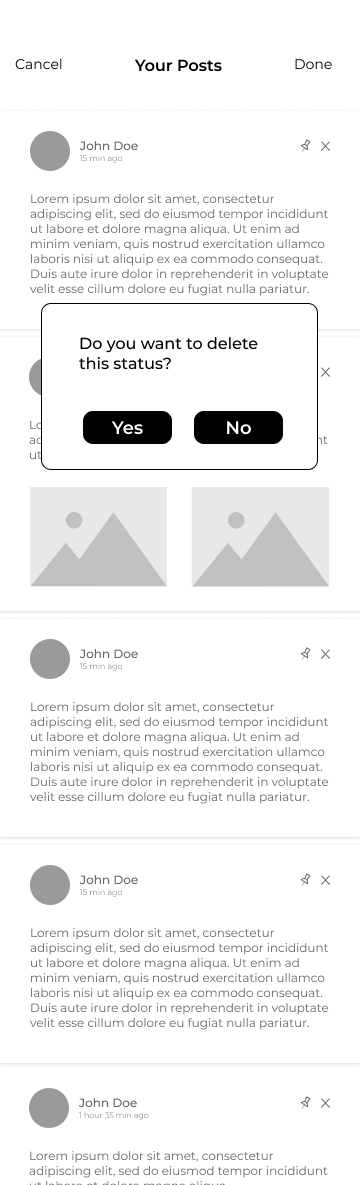 Cancel
Your Posts
Done
John Doe
15 min ago
Lorem ipsum dolor sit amet, consectetur
adipiscing elit, sed do eiusmod tempor incididunt
ut labore et dolore magna aliqua. Ut enim ad
minim veniam, quis nostrud exercitation ullamco
laboris nisi ut aliquip ex ea commodo consequat.
Duis aute irure dolor in reprehenderit in voluptate
velit esse cillum dolore eu fugiat nulla pariatur.
Do you want to delete
this status?
Yes
No
John Doe
15 min ago
Lorem ipsum dolor sit amet, consectetur
adipiscing elit, sed do eiusmod tempor incididunt
ut labore et dolore magna aliqua. Ut enim ad
minim veniam, quis nostrud exercitation ullamco
laboris nisi ut aliquip ex ea commodo consequat.
Duis aute irure dolor in reprehenderit in voluptate
velit esse cillum dolore eu fugiat nulla pariatur.
John Doe
15 min ago
Lorem ipsum dolor sit amet, consectetur
adipiscing elit, sed do eiusmod tempor incididunt
ut labore et dolore magna aliqua. Ut enim ad
minim veniam, quis nostrud exercitation ullamco
laboris nisi ut aliquip ex ea commodo consequat.
Duis aute irure dolor in reprehenderit in voluptate
velit esse cillum dolore eu fugiat nulla pariatur.
John Doe
1 hour 35 min ago
Lorem ipsum dolor sit amet, consectetur
adipiscing elit, sed do eiusmod tempor incididunt
ut labore et dolore magna aliqua.